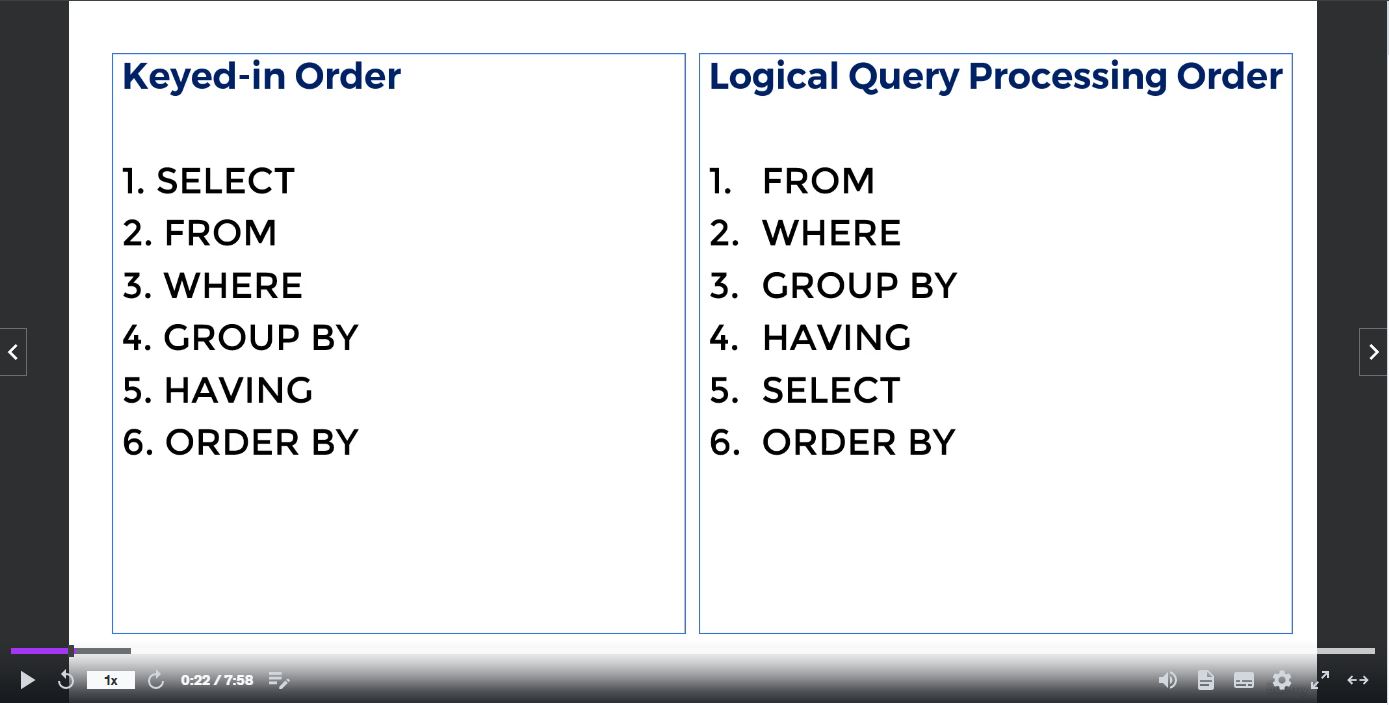 Keyed-in Order
1. SELECT
2. FROM
3. WHERE
4. GROUP BY
5. HAVING
6. ORDER BY
Logical Query Processing Order
1. FROM
2. WHERE
3. GROUP BY
4. HAVING
5. SELECT
6. ORDER BY
1x
0:22 / 7:58